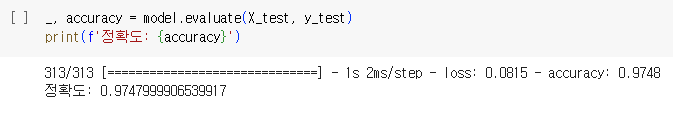 [ ] _, accuracy = model.evaluate(X_test, y_test)
print(f'정확도: {accuracy}')
313/313 [==============================] - 1s 2ms/step - loss: 0.0815 - accuracy: 0.9748
정확도: 0.9747999906539917